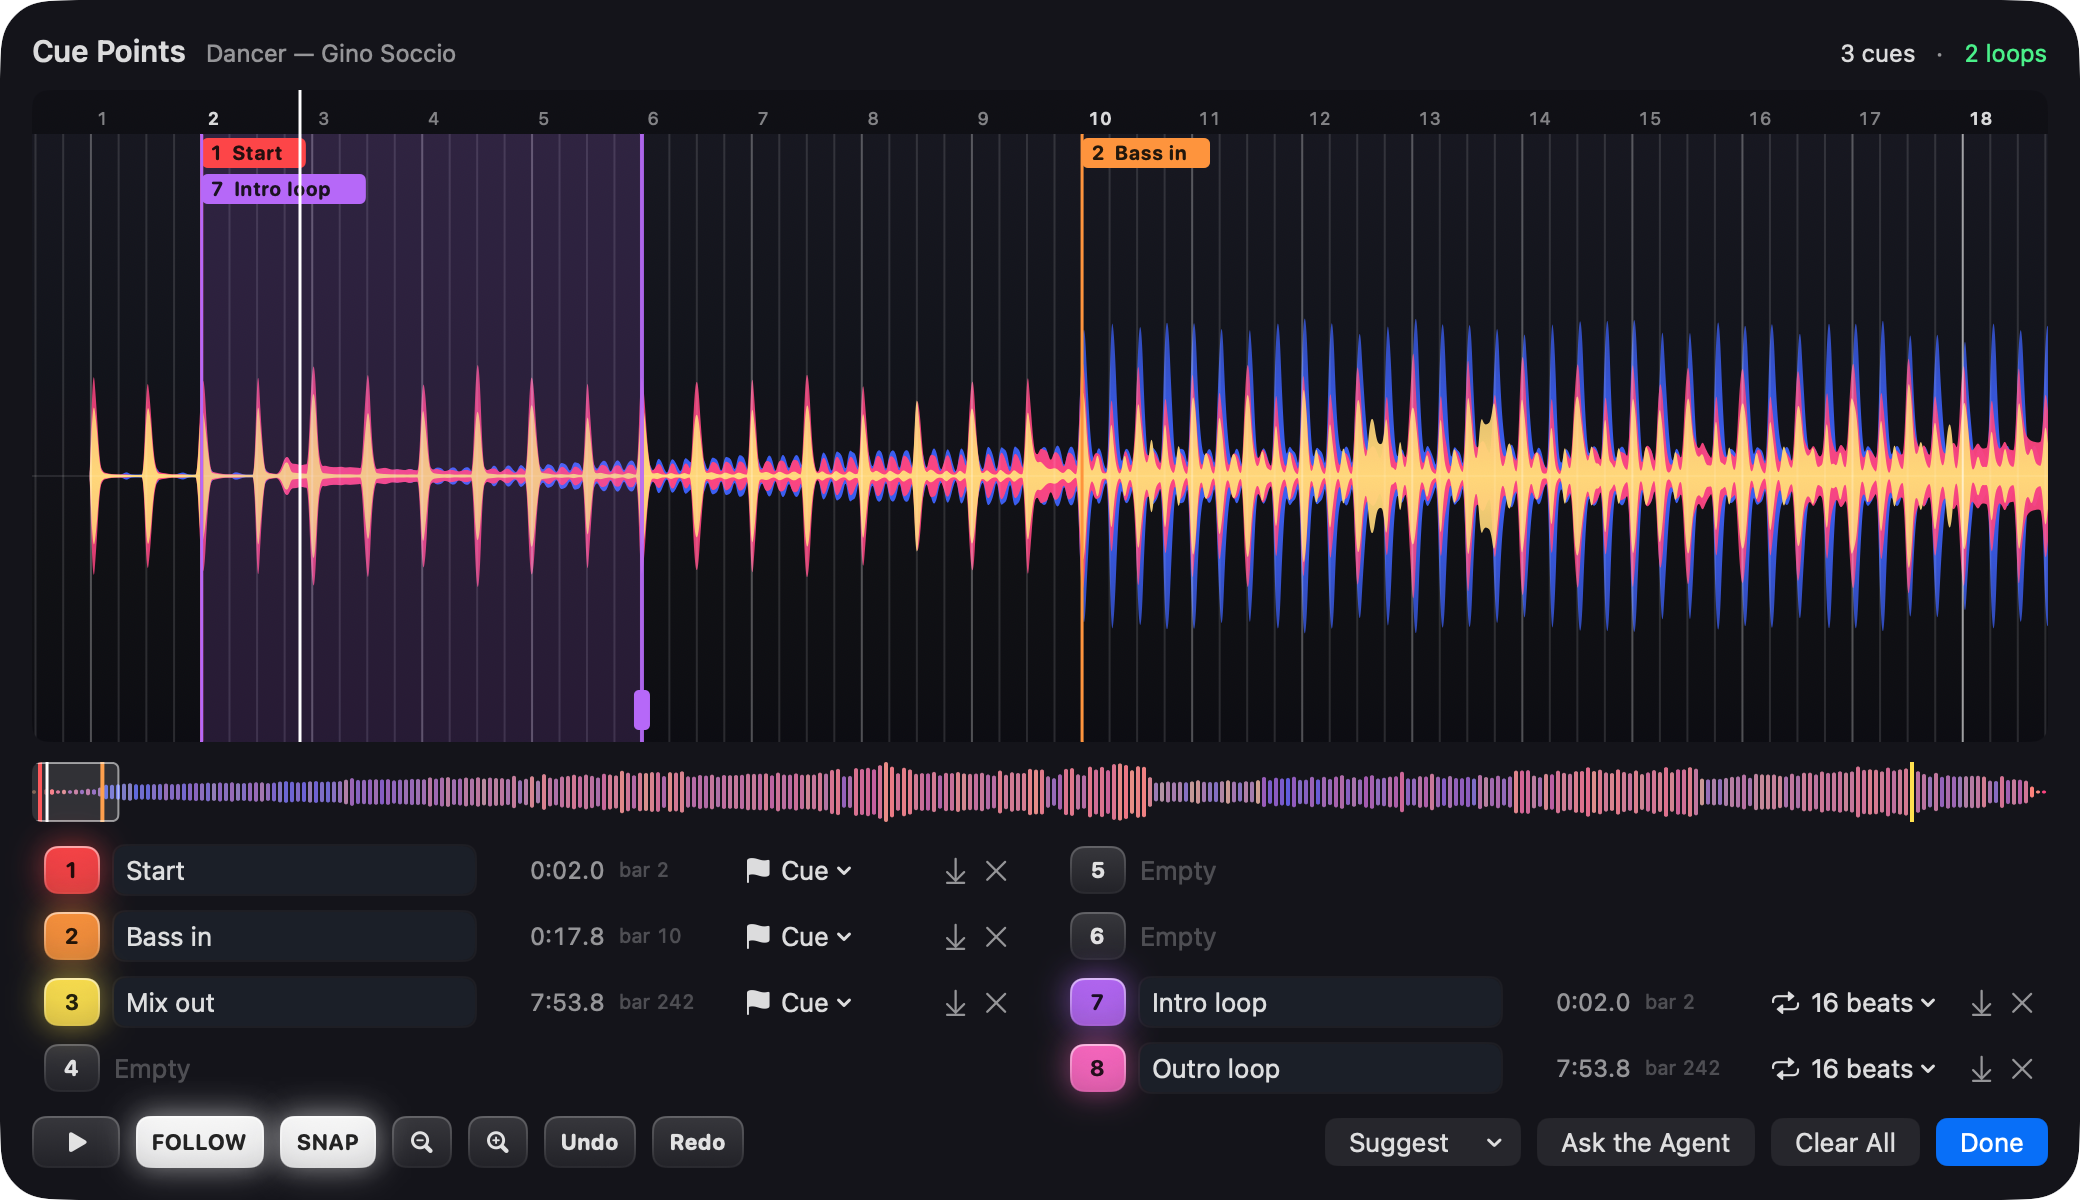 Cue Points Dancer — Gino Soccio 3 cues · 2 loops
1 2 3 4 5 6 7 8 9 10 11 12 13 14 15 16 17 18
1 Start 2 Bass in
7 Intro loop
1 Start 0:02.0 bar 2 Cue 5 Empty
2 Bass in 0:17.8 bar 10 Cue 6 Empty
3 Mix out 7:53.8 bar 242 Cue 7 Intro loop 0:02.0 bar 2 16 beats
4 Empty 8 Outro loop 7:53.8 bar 242 16 beats
FOLLOW SNAP Undo Redo Suggest Ask the Agent Clear All Done